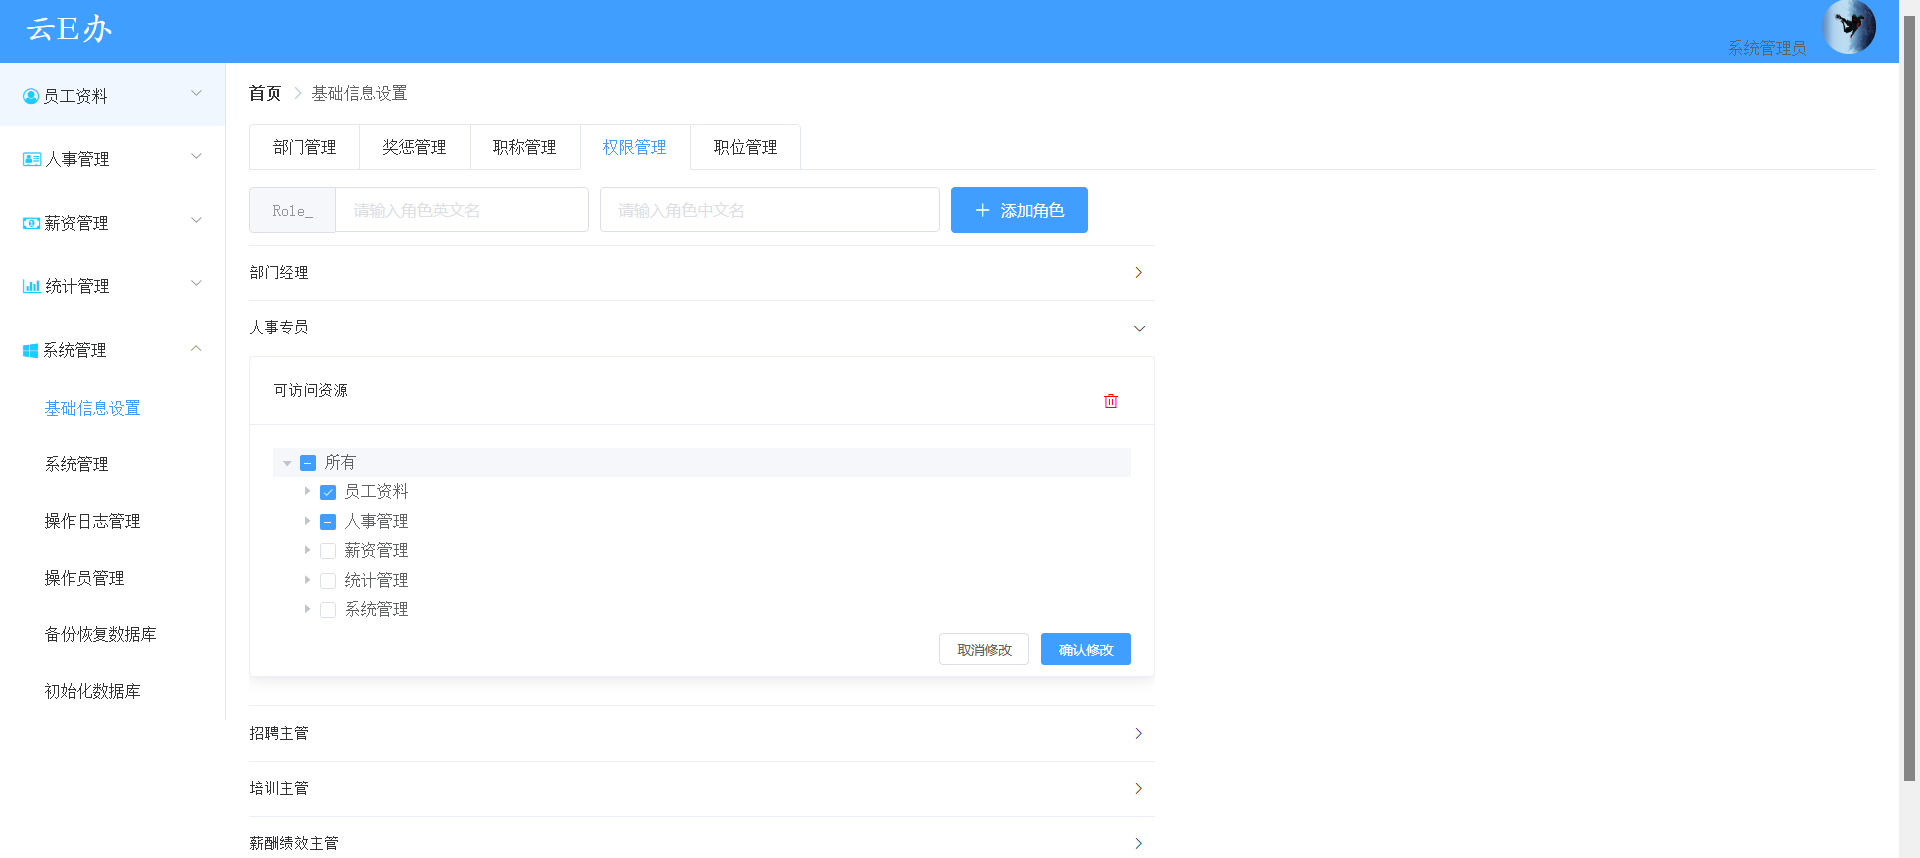 云E办
系统管理员
员工资料
人事管理
薪资管理
统计管理
系统管理
基础信息设置
系统管理
操作日志管理
操作员管理
备份恢复数据库
初始化数据库
首页 基础信息设置
部门管理 奖惩管理 职称管理 权限管理 职位管理
Role_ 请输入角色英文名 请输入角色中文名 添加角色
部门经理
人事专员
可访问资源
所有
员工资料
人事管理
薪资管理
统计管理
系统管理
取消修改 确认修改
招聘主管
培训主管
薪酬绩效主管